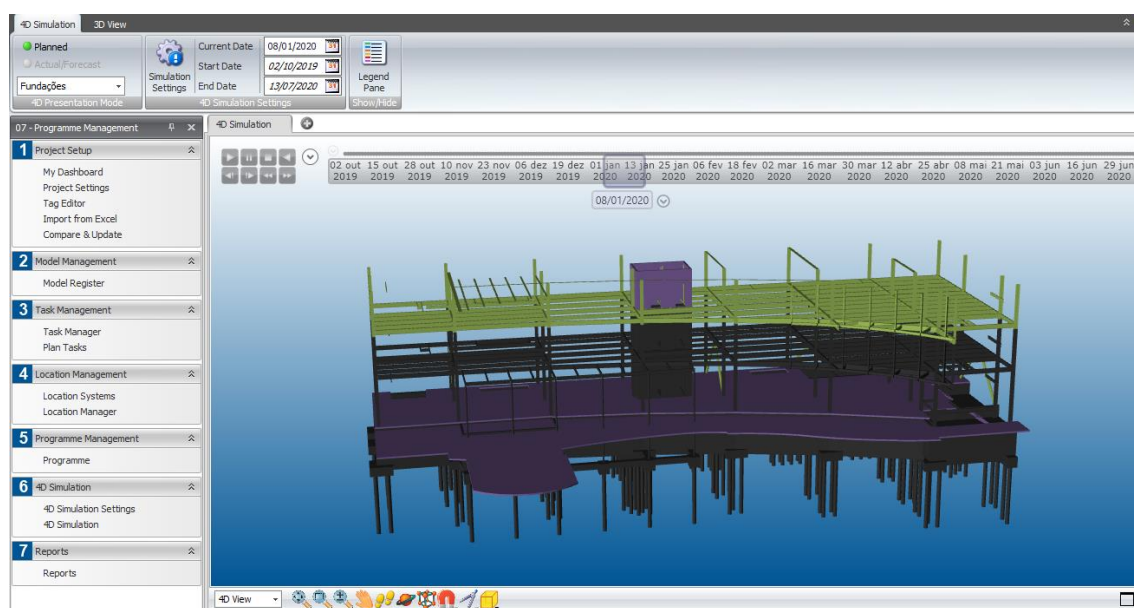 4D Simulation 3D View
Planned
Actual/Forecast
Fundações
4D Presentation Mode
Simulation Settings
Current Date 08/01/2020
Start Date 02/10/2019
End Date 13/07/2020
4D Simulation Settings
Legend Pane
Show/Hide
07 - Programme Management
1 Project Setup
My Dashboard
Project Settings
Tag Editor
Import from Excel
Compare & Update
2 Model Management
Model Register
3 Task Management
Task Manager
Plan Tasks
4 Location Management
Location Systems
Location Manager
5 Programme Management
Programme
6 4D Simulation
4D Simulation Settings
4D Simulation
7 Reports
Reports
4D Simulation
02 out 15 out 28 out 10 nov 23 nov 06 dez 19 dez 01 jan 13 jan 25 jan 06 fev 18 fev 02 mar 16 mar 30 mar 12 abr 25 abr 08 mai 21 mai 03 jun 16 jun 29 jun
2019 2019 2019 2019 2019 2019 2019 2020 2020 2020 2020 2020 2020 2020 2020 2020 2020 2020 2020 2020 2020 2020
08/01/2020
4D View